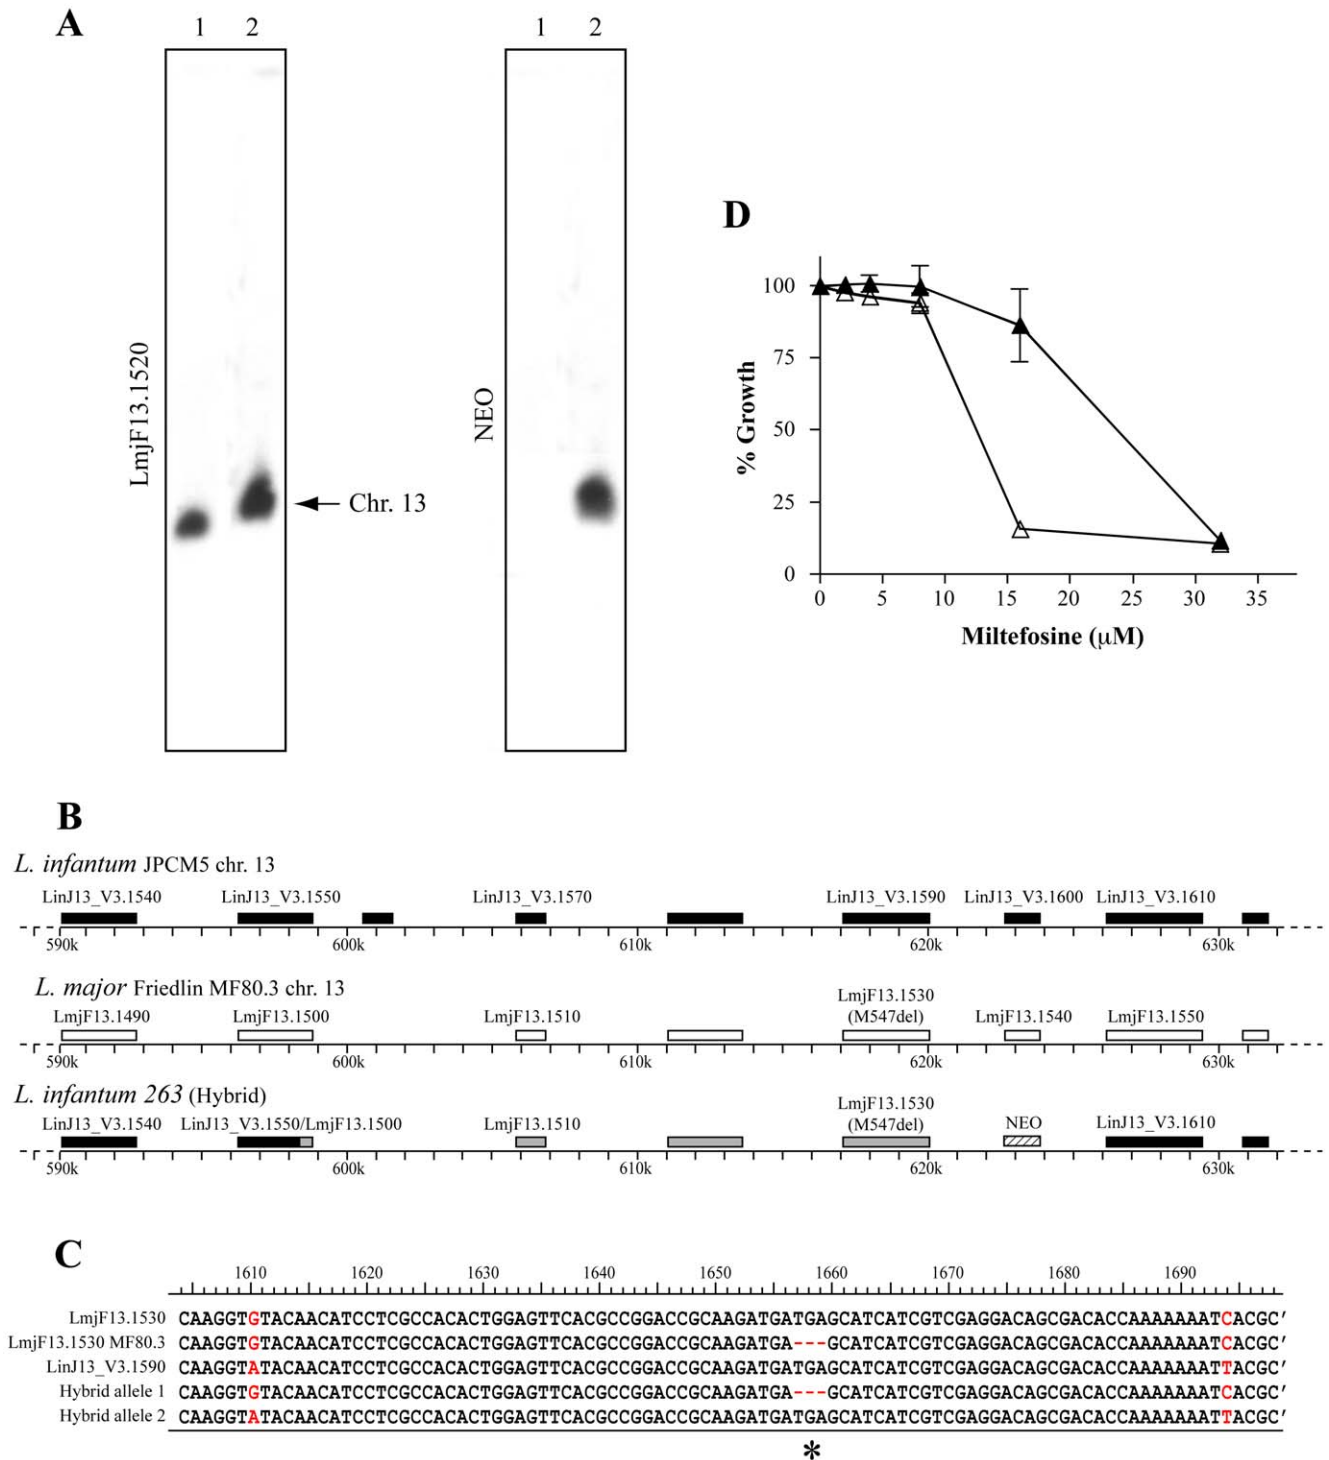 A
1 2
1 2
LmjF13.1520
NEO
Chr. 13
D
100
75
50
25
0
% Growth
0 5 10 15 20 25 30 35
Miltefosine (μM)
B
L. infantum JPCM5 chr. 13
LinJ13_V3.1540 LinJ13_V3.1550 LinJ13_V3.1570 LinJ13_V3.1590 LinJ13_V3.1600 LinJ13_V3.1610
590k 600k 610k 620k 630k
L. major Friedlin MF80.3 chr. 13
LmjF13.1530
LmjF13.1490 LmjF13.1500 LmjF13.1510 (M547del) LmjF13.1540 LmjF13.1550
590k 600k 610k 620k 630k
L. infantum 263 (Hybrid)
LmjF13.1530
LinJ13_V3.1540 LinJ13_V3.1550/LmjF13.1500 LmjF13.1510 (M547del) NEO LinJ13_V3.1610
590k 600k 610k 620k 630k
C
1610 1620 1630 1640 1650 1660 1670 1680 1690
LmjF13.1530 CAAGGTGTACAACATCCTCGCCACACTGGAGTTCACGCCGGACCGCAAGATGATGAGCATCATCGTCGAGGACAGCGACACCAAAAAAATCACGC'
LmjF13.1530 MF80.3 CAAGGTGTACAACATCCTCGCCACACTGGAGTTCACGCCGGACCGCAAGATGA---GCATCATCGTCGAGGACAGCGACACCAAAAAAATCACGC'
LinJ13_V3.1590 CAAGGTATACAACATCCTCGCCACACTGGAGTTCACGCCGGACCGCAAGATGATGAGCATCATCGTCGAGGACAGCGACACCAAAAAAATTACGC'
Hybrid allele 1 CAAGGTGTACAACATCCTCGCCACACTGGAGTTCACGCCGGACCGCAAGATGA---GCATCATCGTCGAGGACAGCGACACCAAAAAAATCACGC'
Hybrid allele 2 CAAGGTATACAACATCCTCGCCACACTGGAGTTCACGCCGGACCGCAAGATGATGAGCATCATCGTCGAGGACAGCGACACCAAAAAAATTACGC'
*